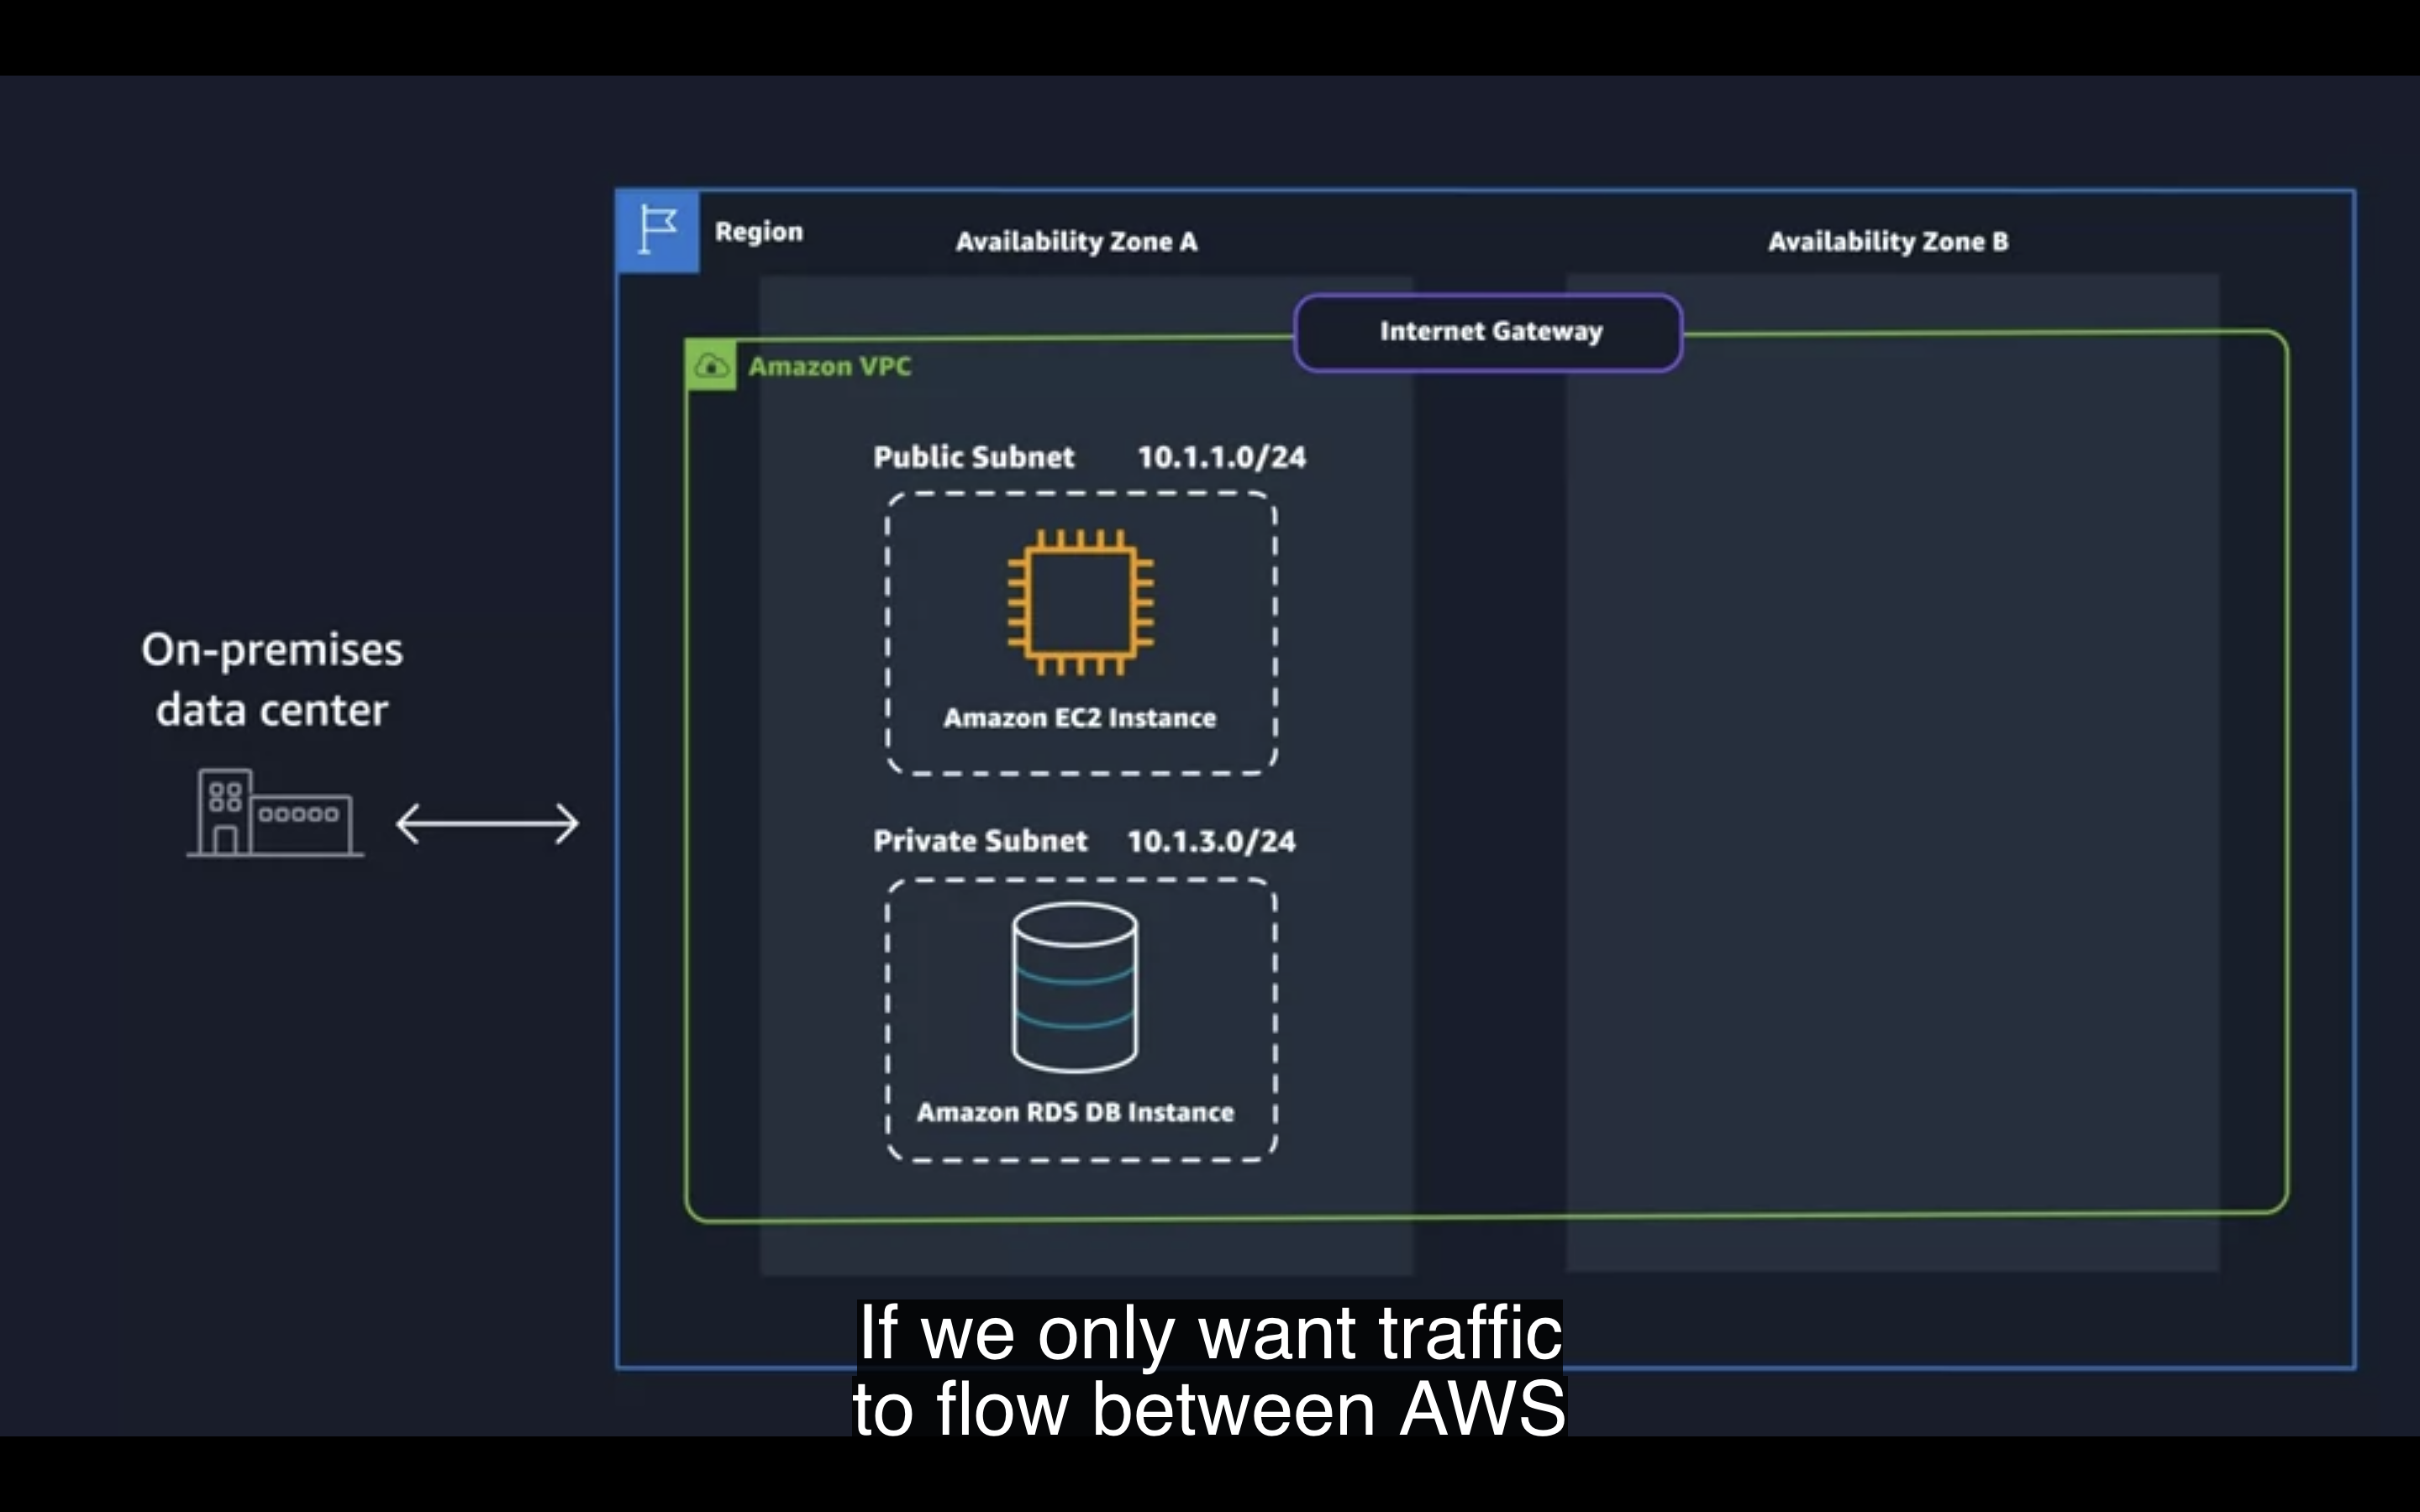 Region
Availability Zone A
Availability Zone B
Internet Gateway
Amazon VPC
Public Subnet 10.1.1.0/24
Amazon EC2 Instance
On-premises
data center
Private Subnet 10.1.3.0/24
Amazon RDS DB Instance
If we only want traffic
to flow between AWS